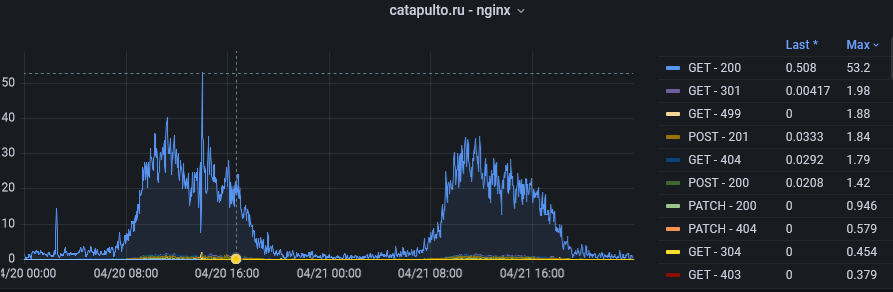 catapulto.ru - nginx
Last * Max
50
40
30
20
10
0
4/20 00:00 04/20 08:00 04/20 16:00 04/21 00:00 04/21 08:00 04/21 16:00
GET - 200 0.508 53.2
GET - 301 0.00417 1.98
GET - 499 0 1.88
POST - 201 0.0333 1.84
GET - 404 0.0292 1.79
POST - 200 0.0208 1.42
PATCH - 200 0 0.946
PATCH - 404 0 0.579
GET - 304 0 0.454
GET - 403 0 0.379